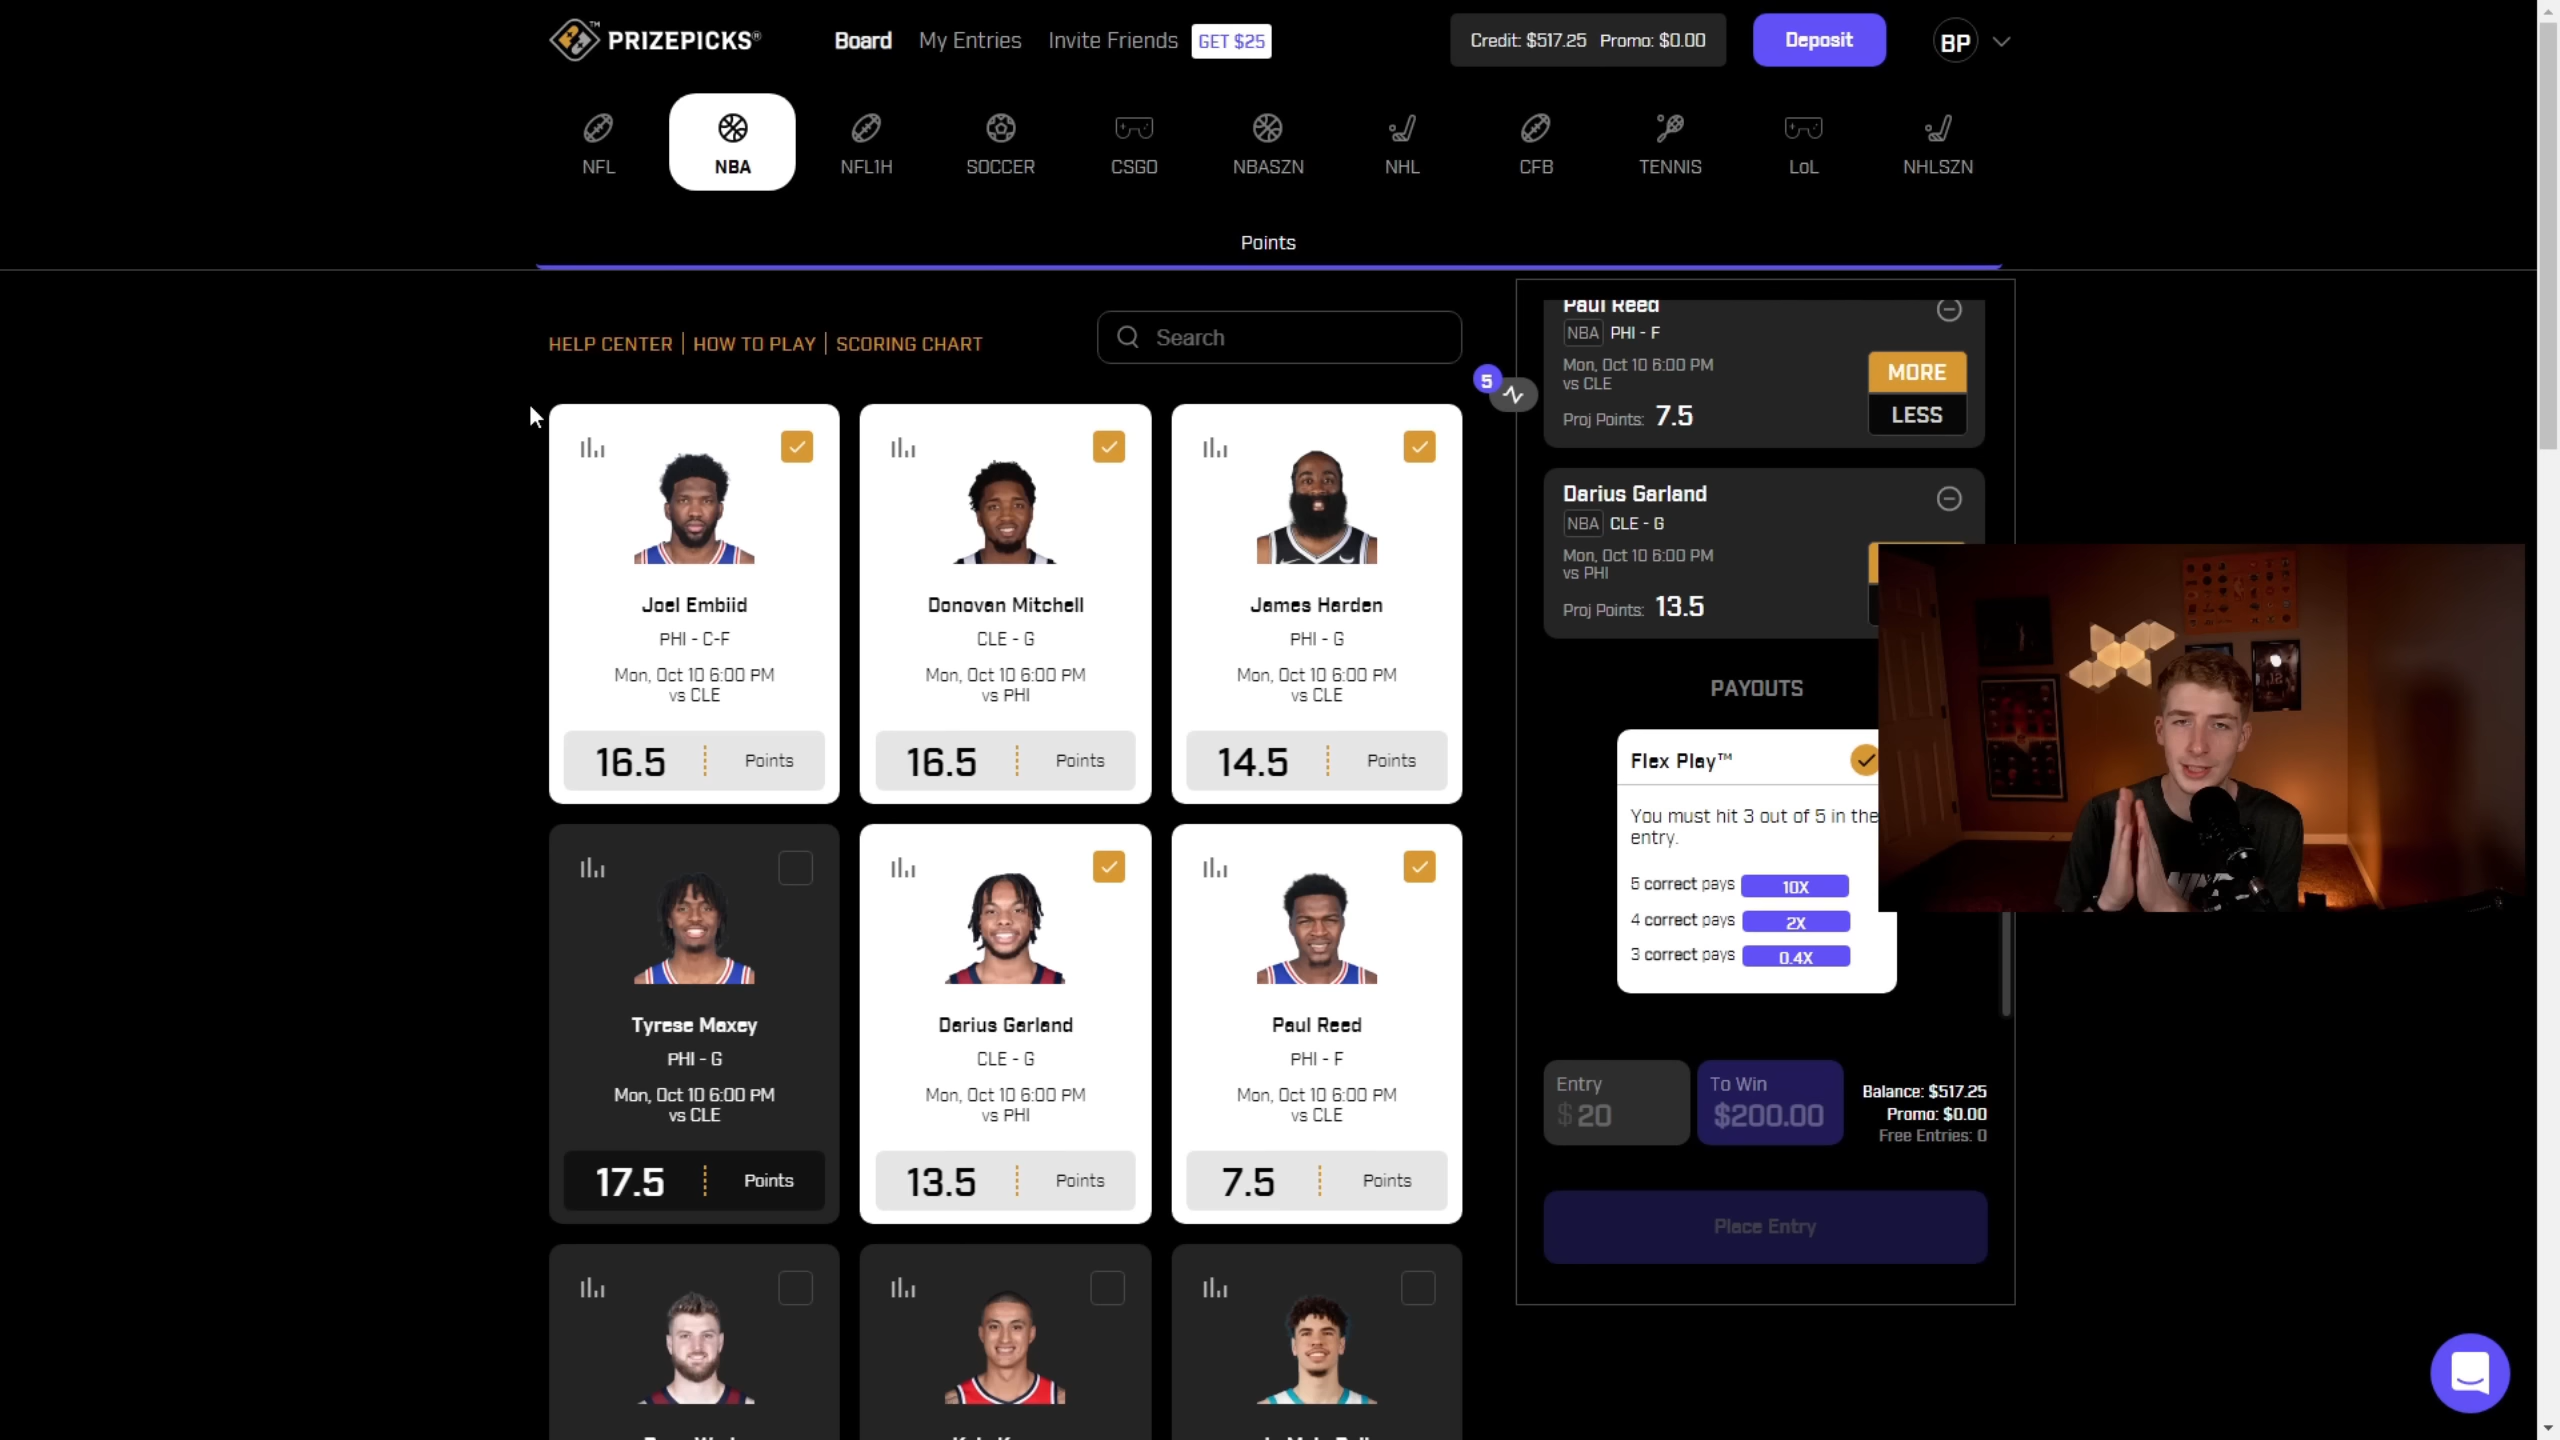 PRIZEPICKS®
Board
My Entries
Invite Friends
GET $25
Credit: $517.25 Promo: $0.00
Deposit
BP
NFL
NBA
NFL1H
SOCCER
CSGO
NBASZN
NHL
CFB
TENNIS
LoL
NHLSZN
Points
HELP CENTER | HOW TO PLAY | SCORING CHART
Search
Joel Embiid
PHI - C-F
Mon, Oct 10 6:00 PM
vs CLE
16.5
Points
Donovan Mitchell
CLE - G
Mon, Oct 10 6:00 PM
vs PHI
16.5
Points
James Harden
PHI - G
Mon, Oct 10 6:00 PM
vs CLE
14.5
Points
Tyrese Maxey
PHI - G
Mon, Oct 10 6:00 PM
vs CLE
17.5
Points
Darius Garland
CLE - G
Mon, Oct 10 6:00 PM
vs PHI
13.5
Points
Paul Reed
PHI - F
Mon, Oct 10 6:00 PM
vs CLE
7.5
Points
5
Paul Reed
NBA PHI - F
Mon, Oct 10 6:00 PM
vs CLE
Proj Points: 7.5
MORE
LESS
Darius Garland
NBA CLE - G
Mon, Oct 10 6:00 PM
vs PHI
Proj Points: 13.5
PAYOUTS
Flex Play™
You must hit 3 out of 5 in the
entry.
5 correct pays 10X
4 correct pays 2X
3 correct pays 0.4X
Entry
$ 20
To Win
$200.00
Balance: $517.25
Promo: $0.00
Free Entries: 0
Place Entry